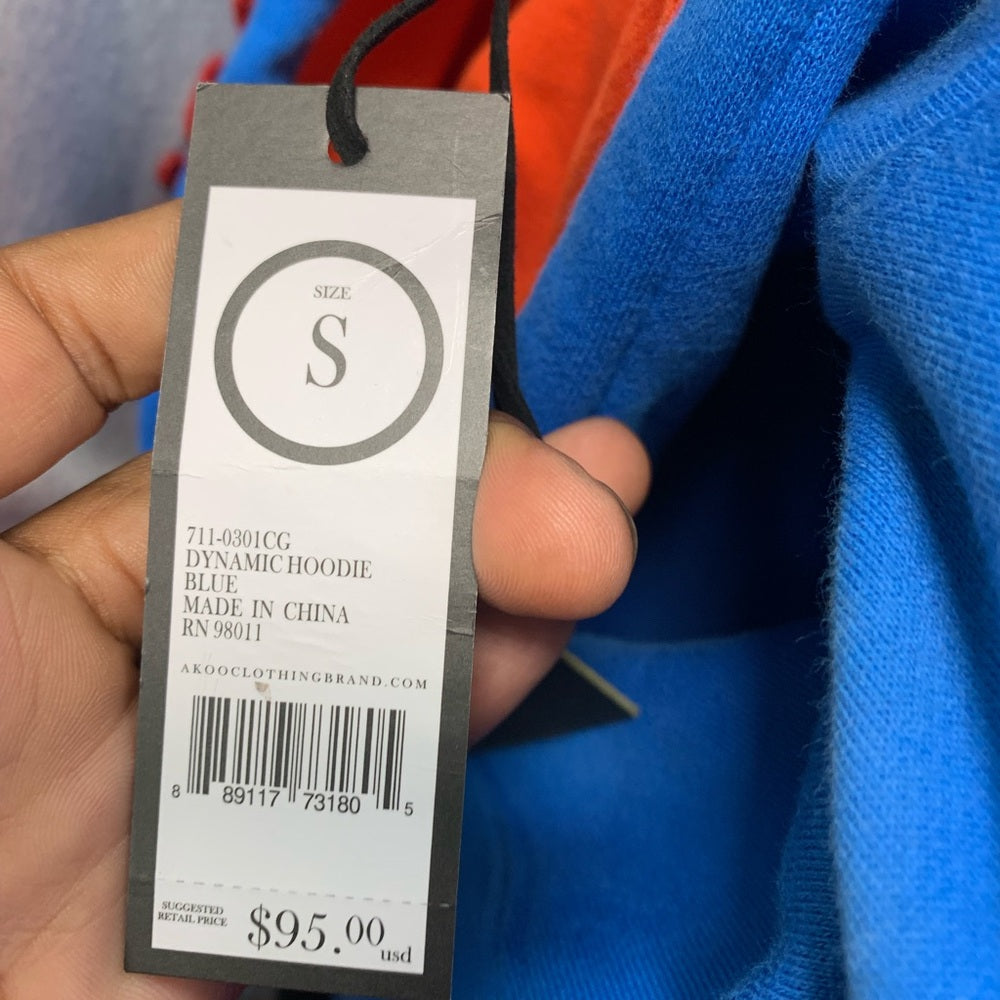 SIZE
S
711-0301CG
DYNAMIC HOODIE
BLUE
MADE IN CHINA
RN 98011
AKOOCLOTHINGBRAND.COM
8 89117 73180 5
SUGGESTED
RETAIL PRICE
$95.00
usd